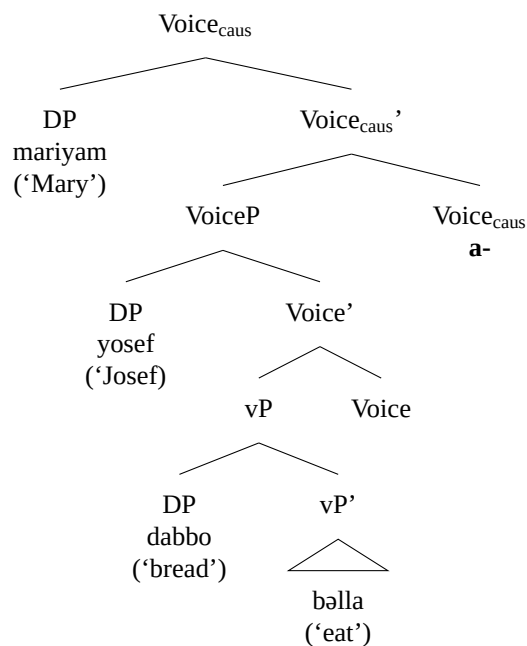 Voicecaus
DP
mariyam
(‘Mary’)
Voicecaus’
VoiceP
Voicecaus
a-
DP
yosef
(‘Josef)
Voice’
vP
Voice
DP
dabbo
(‘bread’)
vP’
bəlla
(‘eat’)